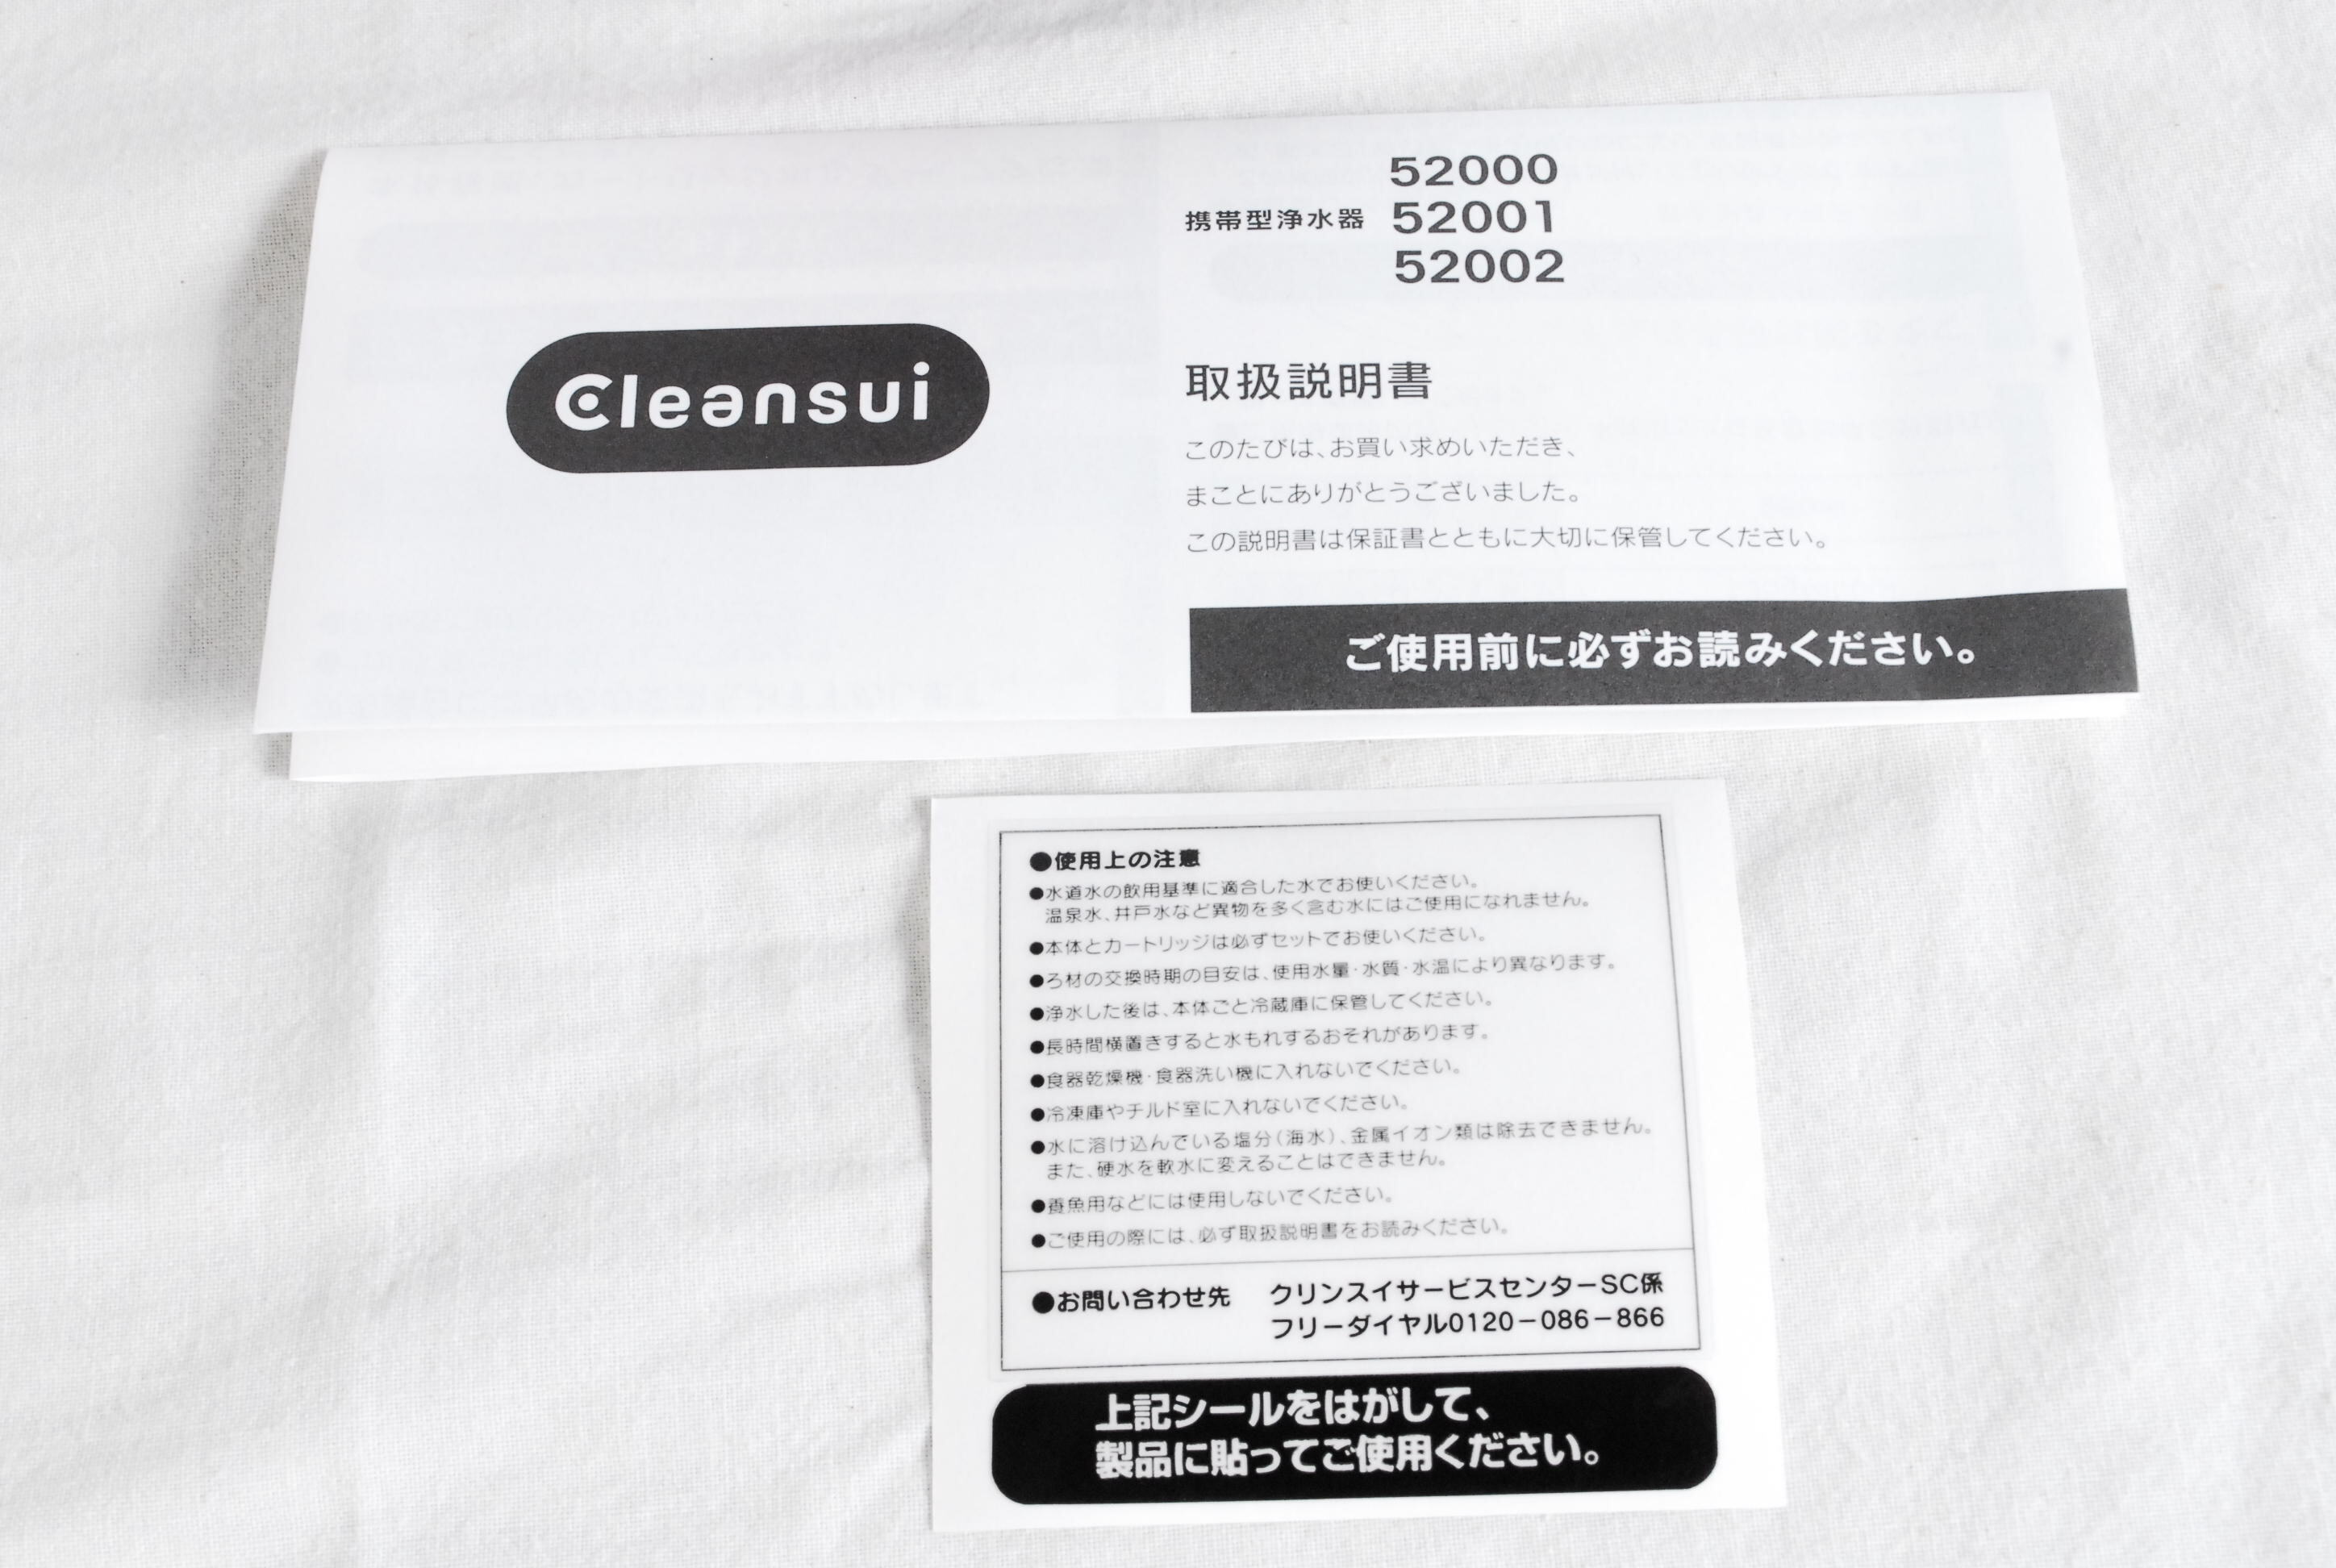 Cleansui
52000
携帯型浄水器 52001
52002
取扱説明書
このたびは、お買い求めいただき、
まことにありがとうございました。
この説明書は保証書とともに大切に保管してください。
ご使用前に必ずお読みください。
●使用上の注意
●水道水の飲用基準に適合した水でお使いください。
温泉水、井戸水など異物を多く含む水にはご使用になれません。
●本体とカートリッジは必ずセットでお使いください。
●ろ材の交換時期の目安は、使用水量・水質・水温により異なります。
●浄水した後は、本体ごと冷蔵庫に保管してください。
●長時間横置きすると水もれするおそれがあります。
●食器乾燥機・食器洗い機に入れないでください。
●冷凍庫やチルド室に入れないでください。
●水に溶け込んでいる塩分（海水）、金属イオン類は除去できません。
また、硬水を軟水に変えることはできません。
●養魚用などには使用しないでください。
●ご使用の際には、必ず取扱説明書をお読みください。
●お問い合わせ先 クリンスイサービスセンターSC係
フリーダイヤル0120－086－866
上記シールをはがして、
製品に貼ってご使用ください。